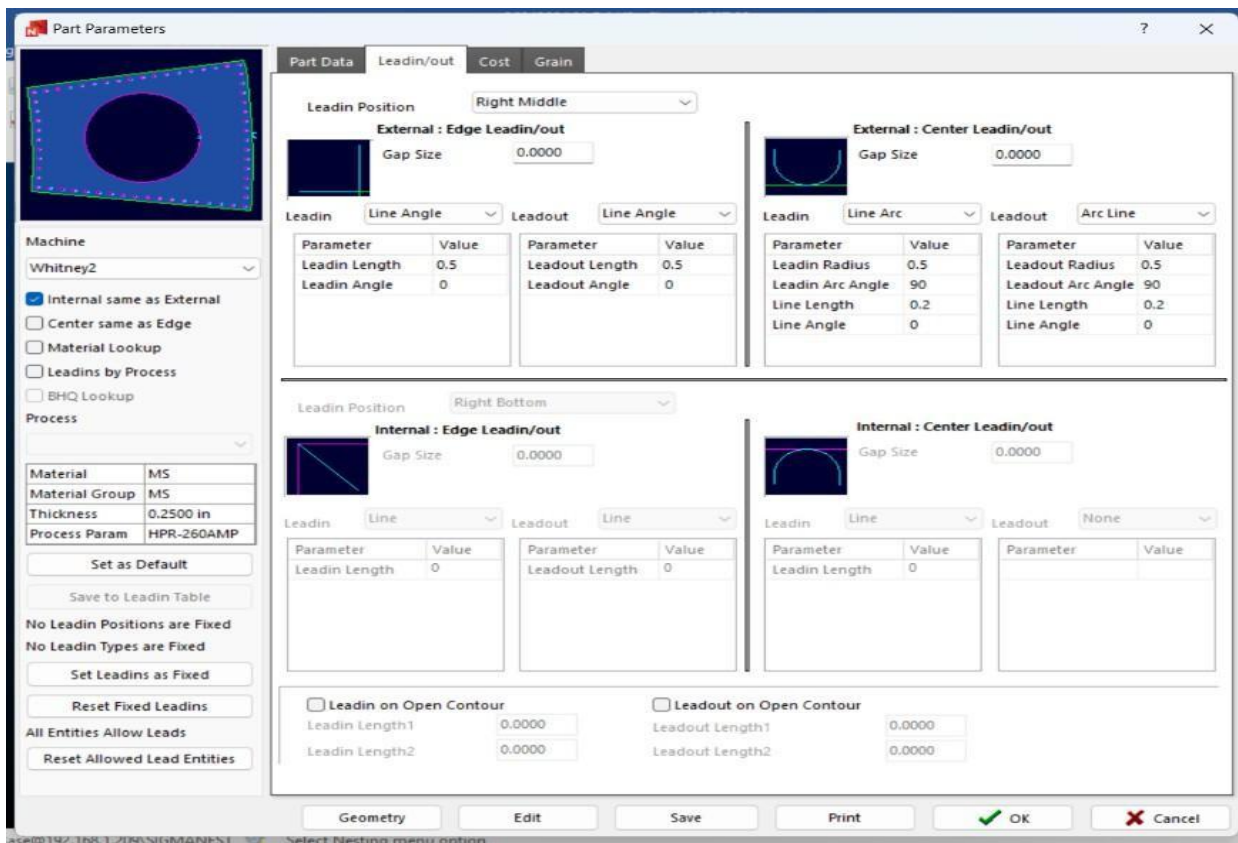 Part Parameters
?
Part Data Leadin/out Cost Grain
Leadin Position Right Middle
External : Edge Leadin/out
Gap Size 0.0000
Leadin Line Angle Leadout Line Angle
Parameter Value Parameter Value
Leadin Length 0.5 Leadout Length 0.5
Leadin Angle 0 Leadout Angle 0
External : Center Leadin/out
Gap Size 0.0000
Leadin Line Arc Leadout Arc Line
Parameter Value Parameter Value
Leadin Radius 0.5 Leadout Radius 0.5
Leadin Arc Angle 90 Leadout Arc Angle 90
Line Length 0.2 Line Length 0.2
Line Angle 0 Line Angle 0
Machine
Whitney2
Internal same as External
Center same as Edge
Material Lookup
Leadins by Process
BHQ Lookup
Process
Material MS
Material Group MS
Thickness 0.2500 in
Process Param HPR-260AMP
Set as Default
Save to Leadin Table
No Leadin Positions are Fixed
No Leadin Types are Fixed
Set Leadins as Fixed
Reset Fixed Leadins
All Entities Allow Leads
Reset Allowed Lead Entities
Leadin Position Right Bottom
Internal : Edge Leadin/out
Gap Size 0.0000
Leadin Line Leadout Line
Parameter Value Parameter Value
Leadin Length 0 Leadout Length 0
Internal : Center Leadin/out
Gap Size 0.0000
Leadin Line Leadout None
Parameter Value Parameter Value
Leadin Length 0
Leadin on Open Contour Leadout on Open Contour
Leadin Length1 0.0000 Leadout Length1 0.0000
Leadin Length2 0.0000 Leadout Length2 0.0000
Geometry Edit Save Print OK Cancel
Select Nesting menu option